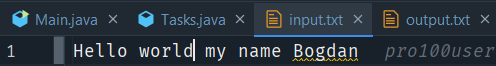 Main.java × Tasks.java × input.txt × output.txt ×
1 Hello world my name Bogdan pro100user